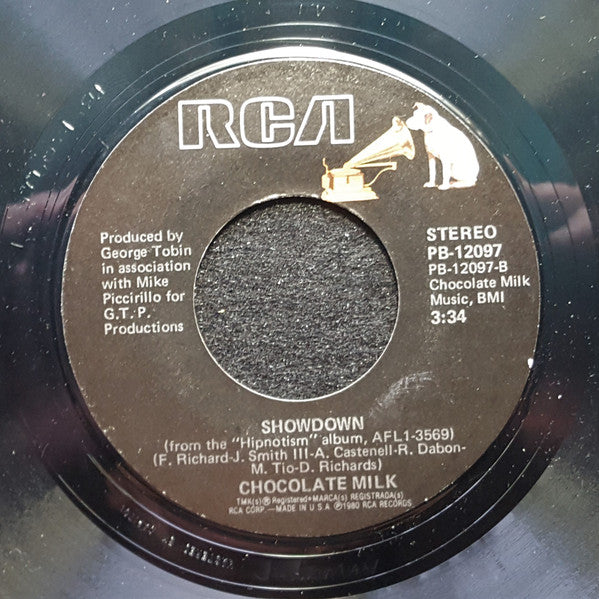 RCA
Produced by
George Tobin
in association
with Mike
Piccirillo for
G.T.P.
Productions
STEREO
PB-12097
PB-12097-B
Chocolate Milk
Music, BMI
3:34
SHOWDOWN
(from the "Hipnotism" album, AFL1-3569)
(F. Richard-J. Smith III-A. Castenell-R. Dabon-
M. Tio-D. Richards)
CHOCOLATE MILK
TMK(s) ® Registered•MARCA(s) REGISTRADA(s)
RCA CORP.—MADE IN U.S.A. ℗1980 RCA RECORDS